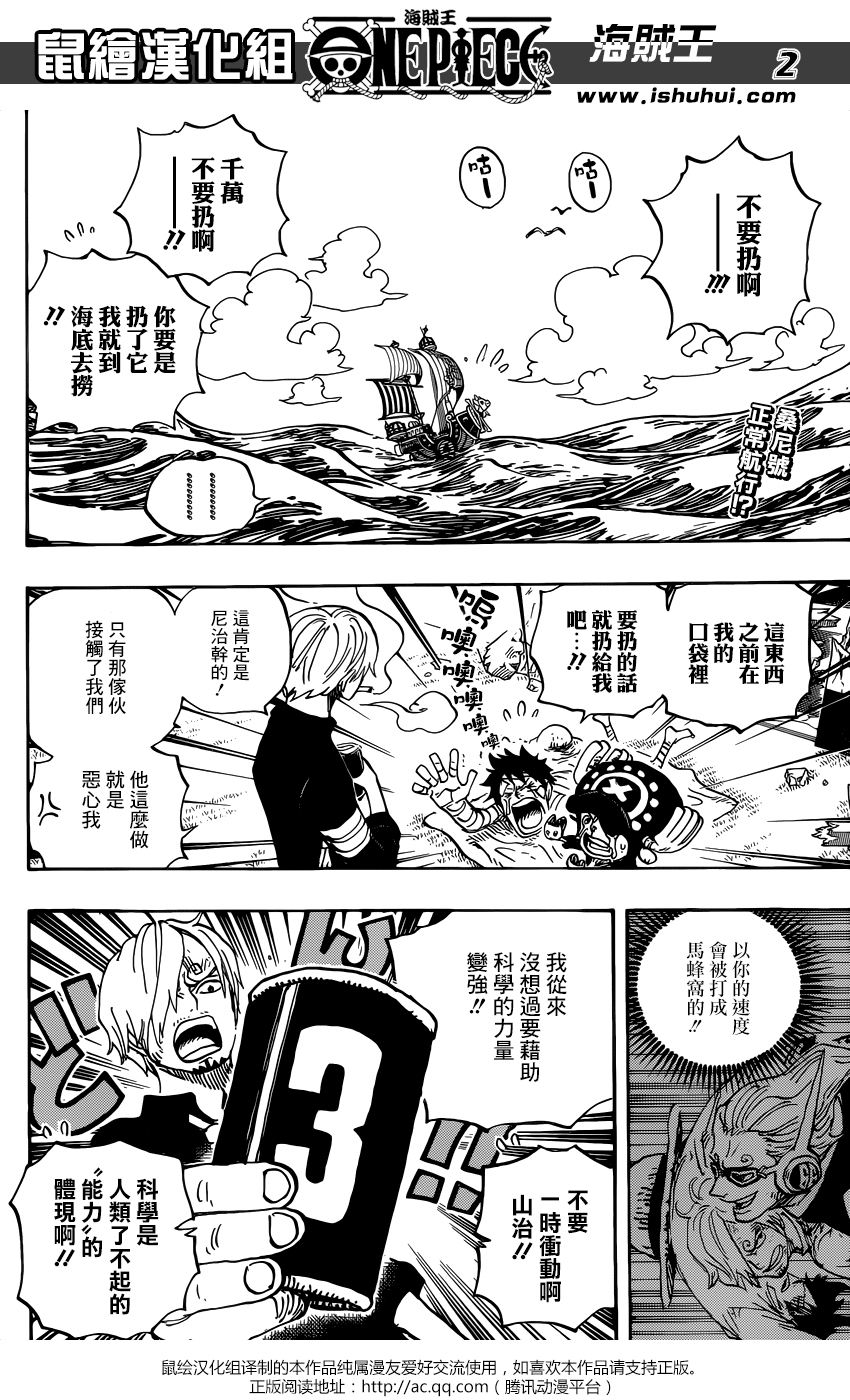 鼠繪漢化組
海賊王
ONE PIECE
海賊王
2
www.ishuhui.com
不要扔啊
——!!!
咕—
咕—
千萬
不要扔啊
——!!
你要是
扔了它
我就到
海底去撈
!!
桑尼號
正常航行!?
這東西
之前在
我的
口袋裡
要扔的話
就扔給我
吧…!!
嗚噢噢噢噢噢
這肯定是
尼治幹的!
只有那傢伙
接觸了我們
他這麼做
就是
惡心我
以你的速度
會被打成
馬蜂窩的!!
我從來
沒想過要藉助
科學的力量
變強!!
3
不要
一時衝動啊
山治!!
科學是
人類了不起的
“能力”的
體現啊!!
鼠绘汉化组译制的本作品纯属漫友爱好交流使用，如喜欢本作品请支持正版。
正版阅读地址：http://ac.qq.com（腾讯动漫平台）